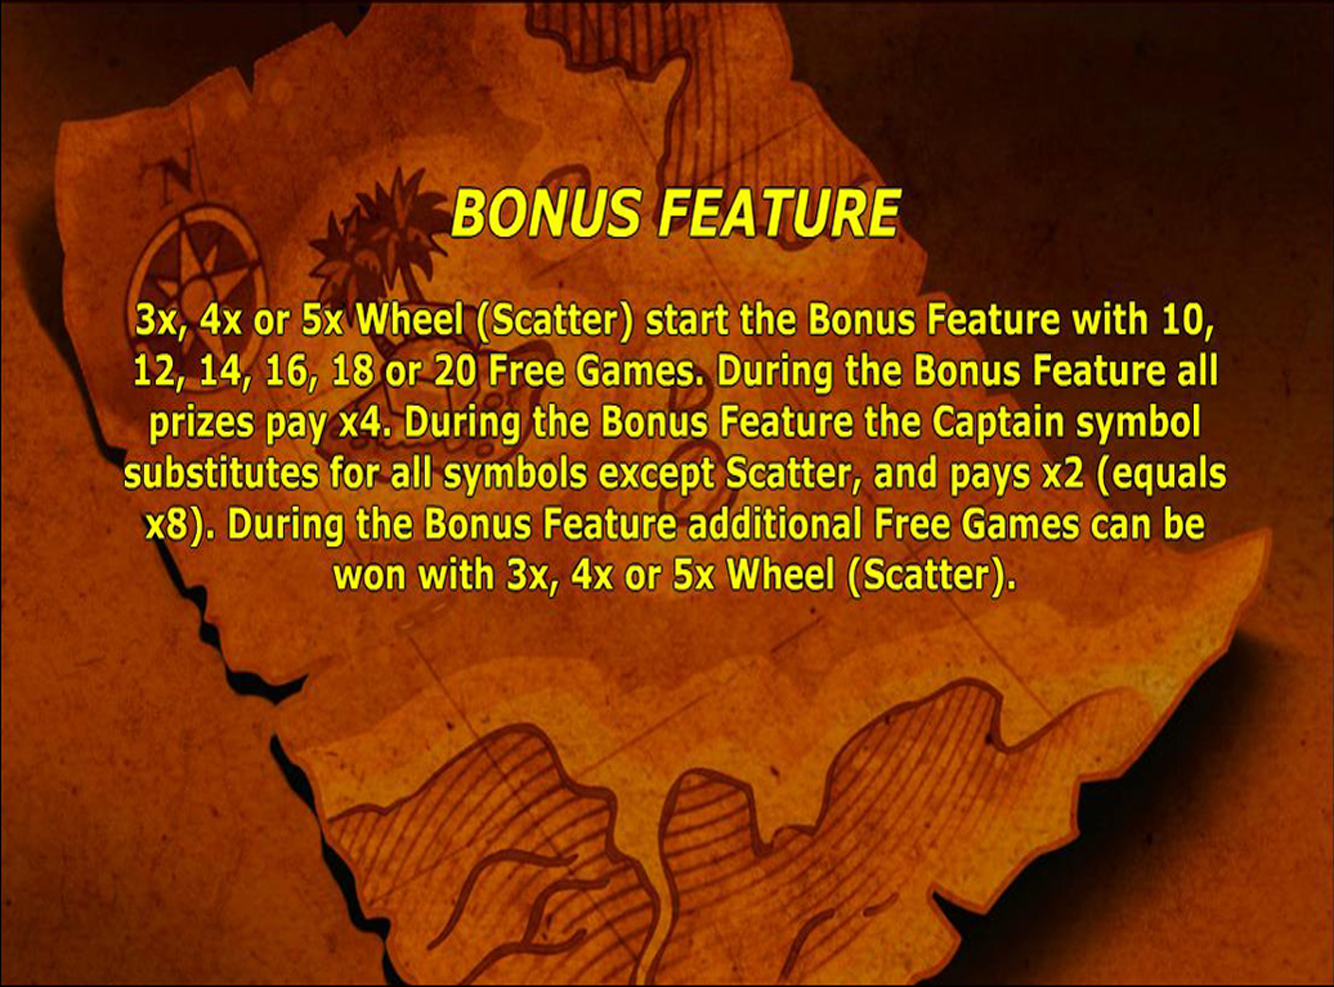 N
BONUS FEATURE
3x, 4x or 5x Wheel (Scatter) start the Bonus Feature with 10,
12, 14, 16, 18 or 20 Free Games. During the Bonus Feature all
prizes pay x4. During the Bonus Feature the Captain symbol
substitutes for all symbols except Scatter, and pays x2 (equals
x8). During the Bonus Feature additional Free Games can be
won with 3x, 4x or 5x Wheel (Scatter).